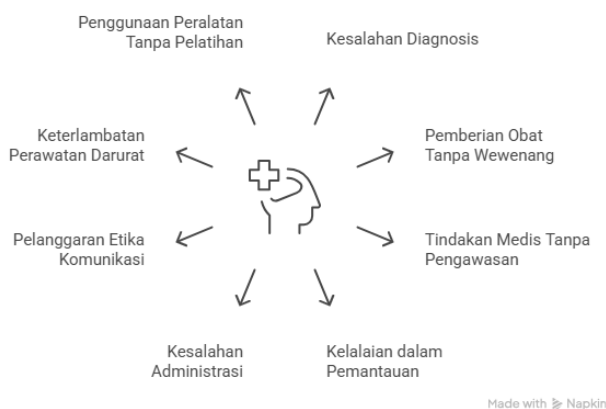 Penggunaan Peralatan
Tanpa Pelatihan
Kesalahan Diagnosis
Keterlambatan
Perawatan Darurat
Pemberian Obat
Tanpa Wewenang
Pelanggaran Etika
Komunikasi
Tindakan Medis Tanpa
Pengawasan
Kesalahan
Administrasi
Kelalaian dalam
Pemantauan
Made with Napkin